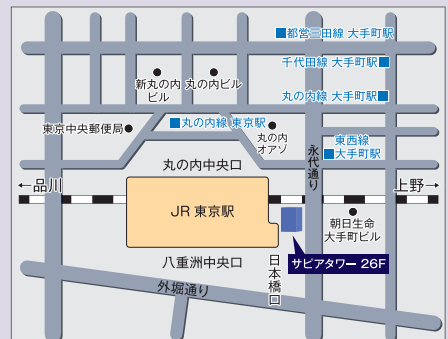 都営三田線 大手町駅
千代田線 大手町駅
新丸の内
ビル
丸の内ビル
丸の内線 大手町駅
東京中央郵便局
丸の内線 東京駅
丸の内
オアゾ
東西線
大手町駅
丸の内中央口
永代通り
←品川
上野→
JR 東京駅
朝日生命
大手町ビル
八重洲中央口
日本橋口
サピアタワー 26F
外堀通り